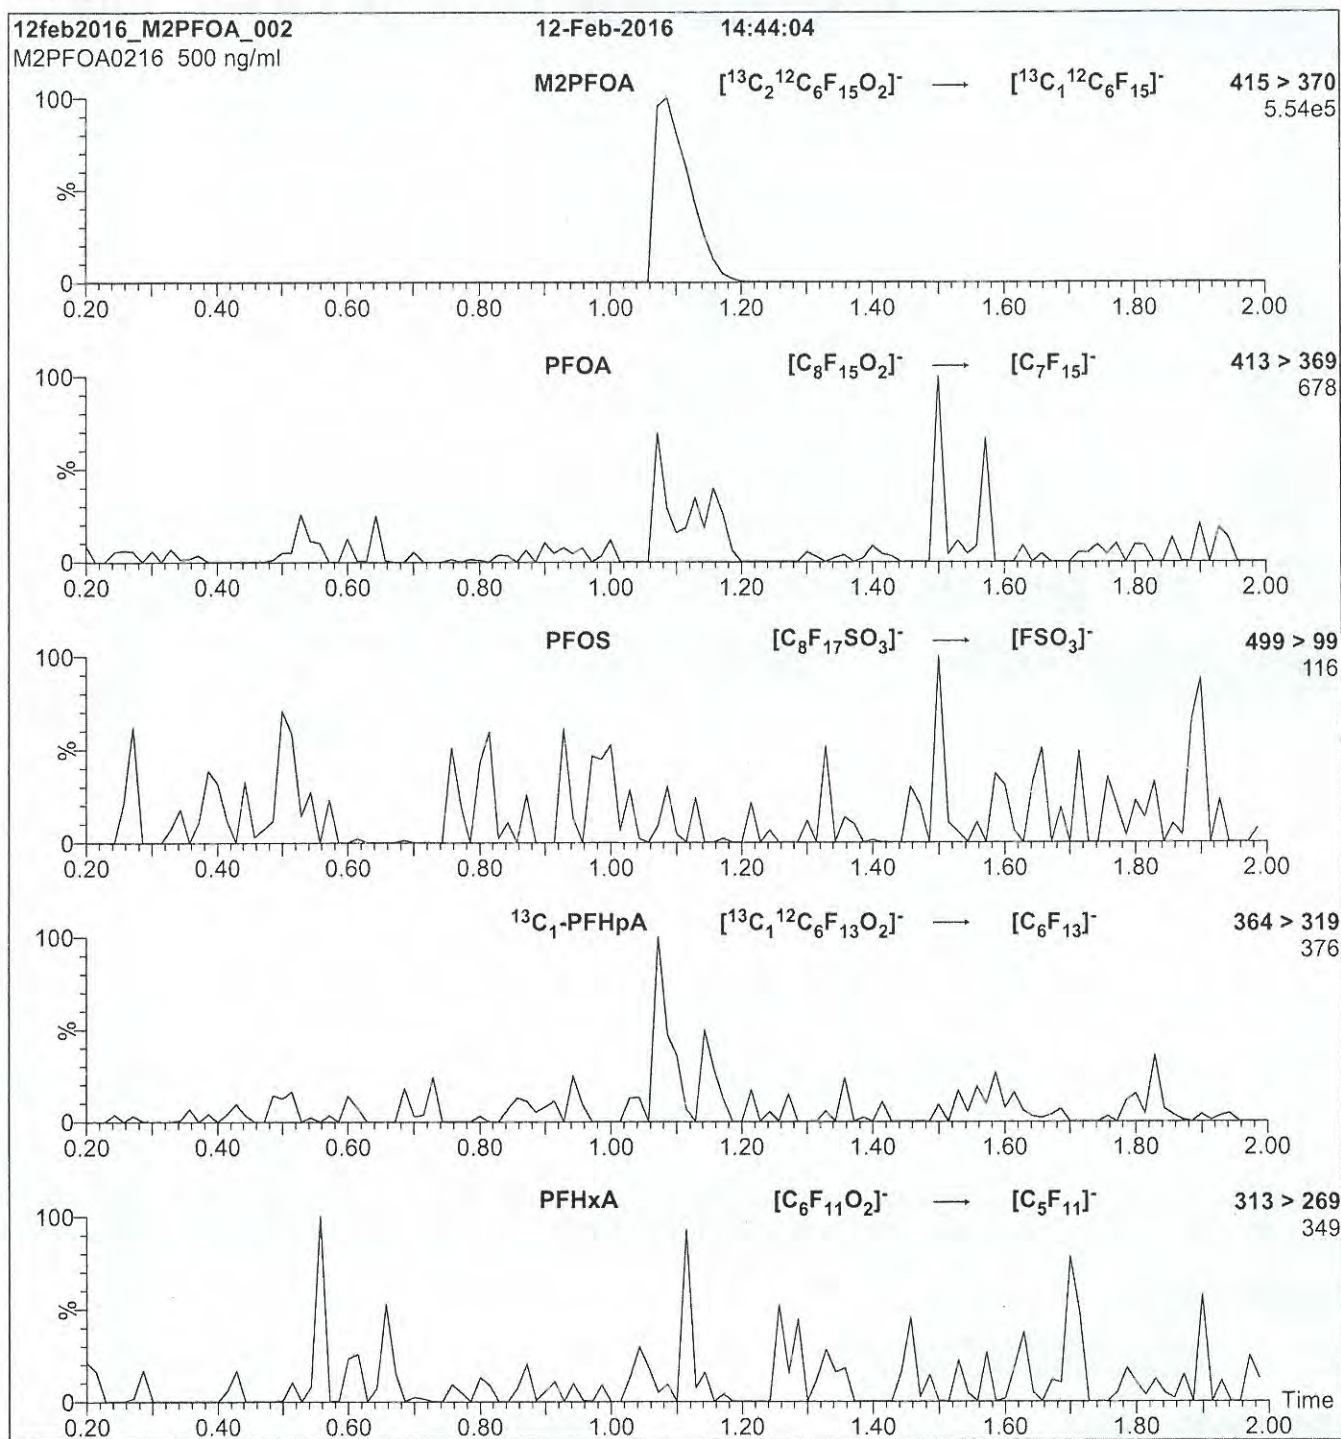 12feb2016_M2PFOA_002 12-Feb-2016 14:44:04
M2PFOA0216 500 ng/ml
M2PFOA [¹³C₂¹²C₆F₁₅O₂]⁻ → [¹³C₁¹²C₆F₁₅]⁻ 415 > 370
5.54e5
100
%
0
0.20 0.40 0.60 0.80 1.00 1.20 1.40 1.60 1.80 2.00
PFOA [C₈F₁₅O₂]⁻ → [C₇F₁₅]⁻ 413 > 369
678
100
%
0
0.20 0.40 0.60 0.80 1.00 1.20 1.40 1.60 1.80 2.00
PFOS [C₈F₁₇SO₃]⁻ → [FSO₃]⁻ 499 > 99
116
100
%
0
0.20 0.40 0.60 0.80 1.00 1.20 1.40 1.60 1.80 2.00
¹³C₁-PFHpA [¹³C₁¹²C₆F₁₃O₂]⁻ → [C₆F₁₃]⁻ 364 > 319
376
100
%
0
0.20 0.40 0.60 0.80 1.00 1.20 1.40 1.60 1.80 2.00
PFHxA [C₆F₁₁O₂]⁻ → [C₅F₁₁]⁻ 313 > 269
349
100
%
0 Time
0.20 0.40 0.60 0.80 1.00 1.20 1.40 1.60 1.80 2.00